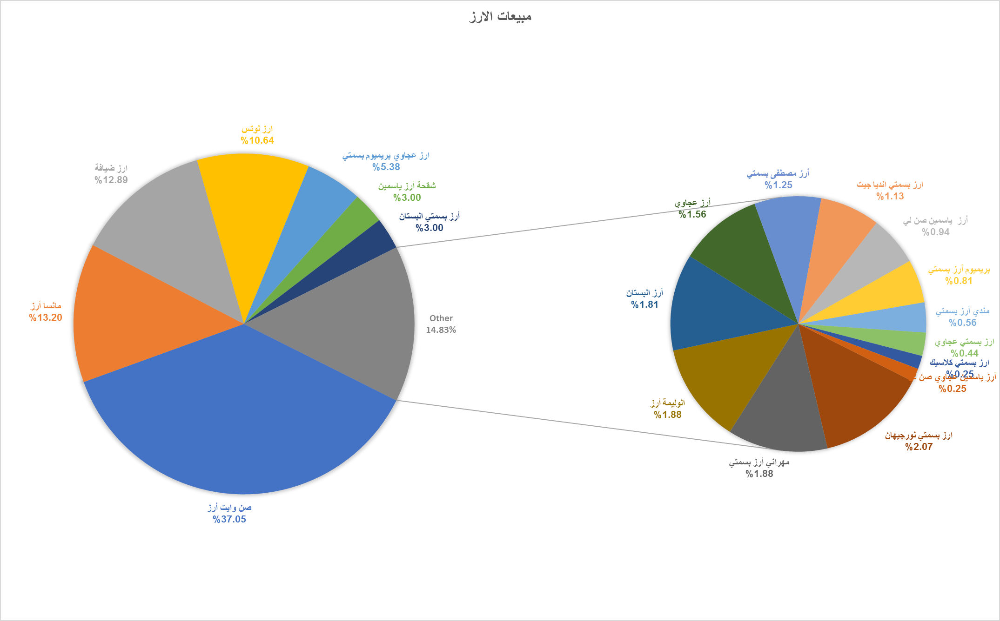 مبيعات الارز
ارز لوتس
%10.64
ارز عجاوي بريميوم بسمتي
%5.38
ارز ضيافة
%12.89
شقحة أرز ياسمين
%3.00
أرز بسمتي البستان
%3.00
مانسا أرز
%13.20
Other
14.83%
صن وايت أرز
%37.05
أرز مصطفى بسمتي
%1.25
ارز بسمتي انديا جيت
%1.13
أرز عجاوي
%1.56
أرز ياسمين صن لي
%0.94
بريميوم أرز بسمتي
%0.81
أرز البستان
%1.81
مندي أرز بسمتي
%0.56
ارز بسمتي عجاوي
%0.44
ارز بسمتي كلاسيك
%0.25
أرز ياسمين عجاوي صن
%0.25
الوليمة أرز
%1.88
ارز بسمتي نورجيهان
%2.07
مهراني أرز بسمتي
%1.88